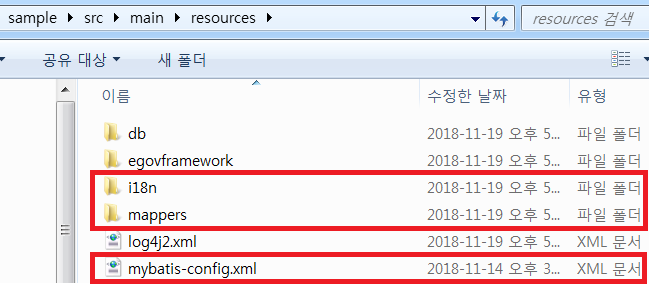 sample ▸ src ▸ main ▸ resources ▸
resources 검색
공유 대상 ▾ 새 폴더
이름 수정한 날짜 유형
db 2018-11-19 오후 5... 파일 폴더
egovframework 2018-11-19 오후 5... 파일 폴더
i18n 2018-11-19 오후 5... 파일 폴더
mappers 2018-11-19 오후 5... 파일 폴더
log4j2.xml 2018-11-19 오후 5... XML 문서
mybatis-config.xml 2018-11-14 오후 3... XML 문서